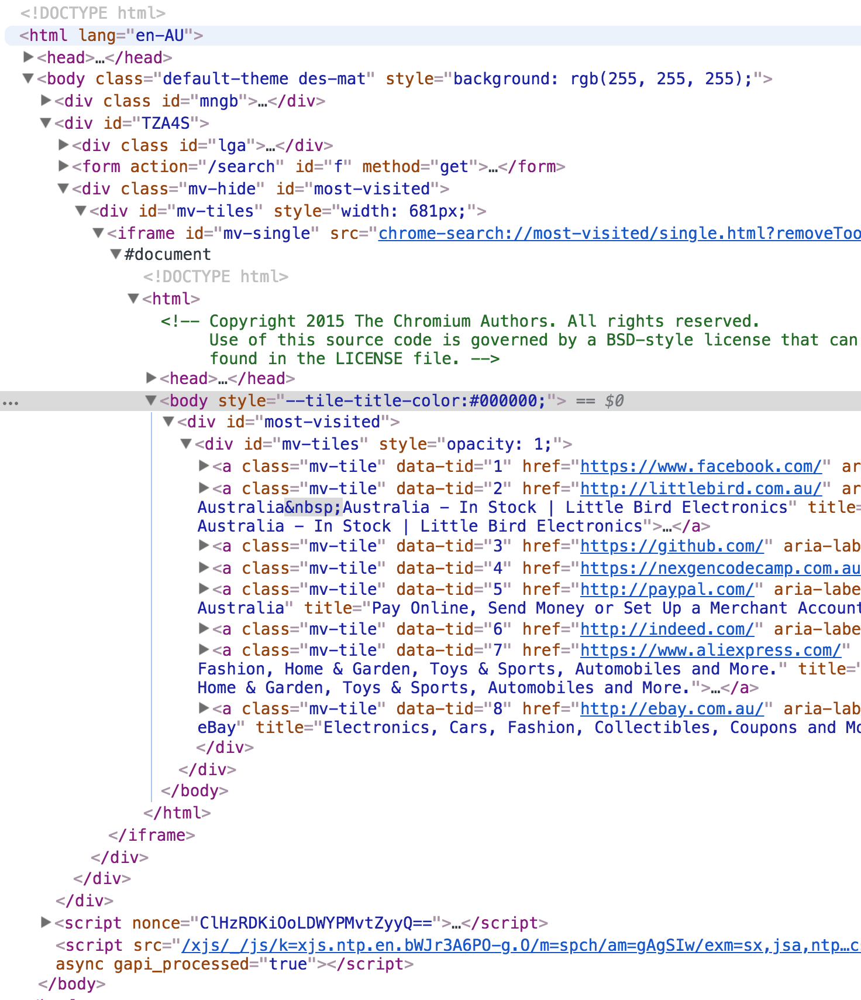 <!DOCTYPE html>
<html lang="en-AU">
<head>…</head>
<body class="default-theme des-mat" style="background: rgb(255, 255, 255);">
<div class id="mngb">…</div>
<div id="TZA4S">
<div class id="lga">…</div>
<form action="/search" id="f" method="get">…</form>
<div class="mv-hide" id="most-visited">
<div id="mv-tiles" style="width: 681px;">
<iframe id="mv-single" src="chrome-search://most-visited/single.html?removeToo
#document
<!DOCTYPE html>
<html>
<!-- Copyright 2015 The Chromium Authors. All rights reserved.
Use of this source code is governed by a BSD-style license that can
found in the LICENSE file. -->
<head>…</head>
… <body style="--tile-title-color:#000000;"> == $0
<div id="most-visited">
<div id="mv-tiles" style="opacity: 1;">
<a class="mv-tile" data-tid="1" href="https://www.facebook.com/" ar
<a class="mv-tile" data-tid="2" href="http://littlebird.com.au/" ar
Australia&nbsp;Australia – In Stock | Little Bird Electronics" title=
Australia – In Stock | Little Bird Electronics">…</a>
<a class="mv-tile" data-tid="3" href="https://github.com/" aria-lab
<a class="mv-tile" data-tid="4" href="https://nexgencodecamp.com.au
<a class="mv-tile" data-tid="5" href="http://paypal.com/" aria-labe
Australia" title="Pay Online, Send Money or Set Up a Merchant Account
<a class="mv-tile" data-tid="6" href="http://indeed.com/" aria-labe
<a class="mv-tile" data-tid="7" href="https://www.aliexpress.com/"
Fashion, Home & Garden, Toys & Sports, Automobiles and More." title="
Home & Garden, Toys & Sports, Automobiles and More.">…</a>
<a class="mv-tile" data-tid="8" href="http://ebay.com.au/" aria-lab
eBay" title="Electronics, Cars, Fashion, Collectibles, Coupons and Mo
</div>
</div>
</body>
</html>
</iframe>
</div>
</div>
</div>
<script nonce="ClHzRDKiOoLDWYPMvtZyyQ==">…</script>
<script src="/xjs/_/js/k=xjs.ntp.en.bWJr3A6PO-g.O/m=spch/am=gAgSIw/exm=sx,jsa,ntp…cs
async gapi_processed="true"></script>
</body>